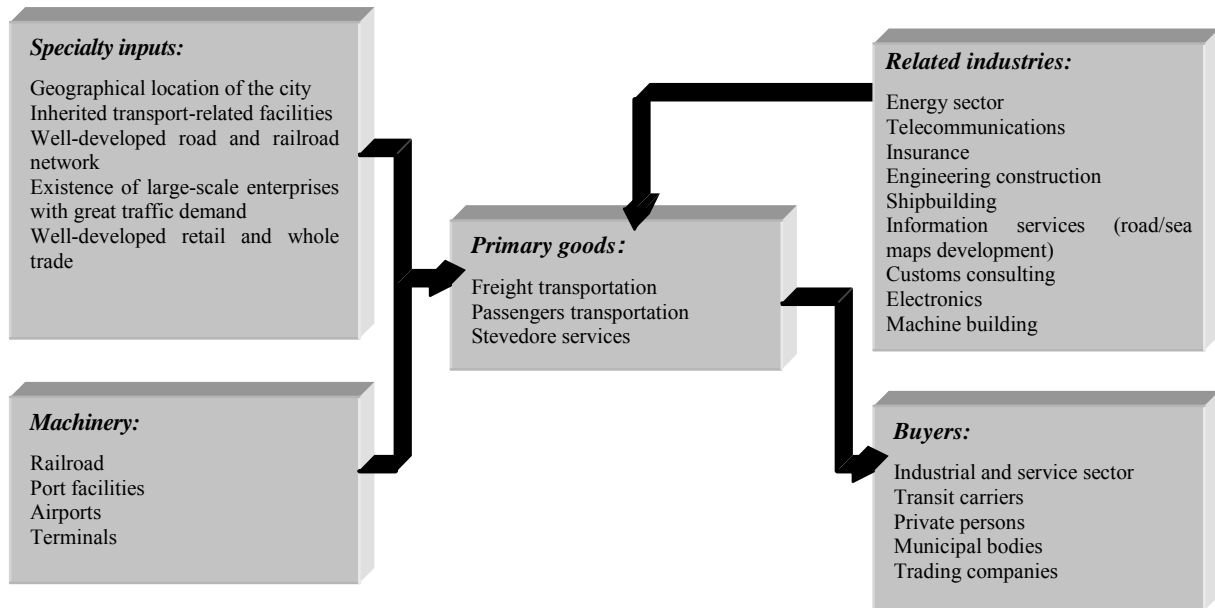 Specialty inputs:
Geographical location of the city
Inherited transport-related facilities
Well-developed road and railroad
network
Existence of large-scale enterprises
with great traffic demand
Well-developed retail and whole
trade
Machinery:
Railroad
Port facilities
Airports
Terminals
Primary goods:
Freight transportation
Passengers transportation
Stevedore services
Related industries:
Energy sector
Telecommunications
Insurance
Engineering construction
Shipbuilding
Information services (road/sea
maps development)
Customs consulting
Electronics
Machine building
Buyers:
Industrial and service sector
Transit carriers
Private persons
Municipal bodies
Trading companies